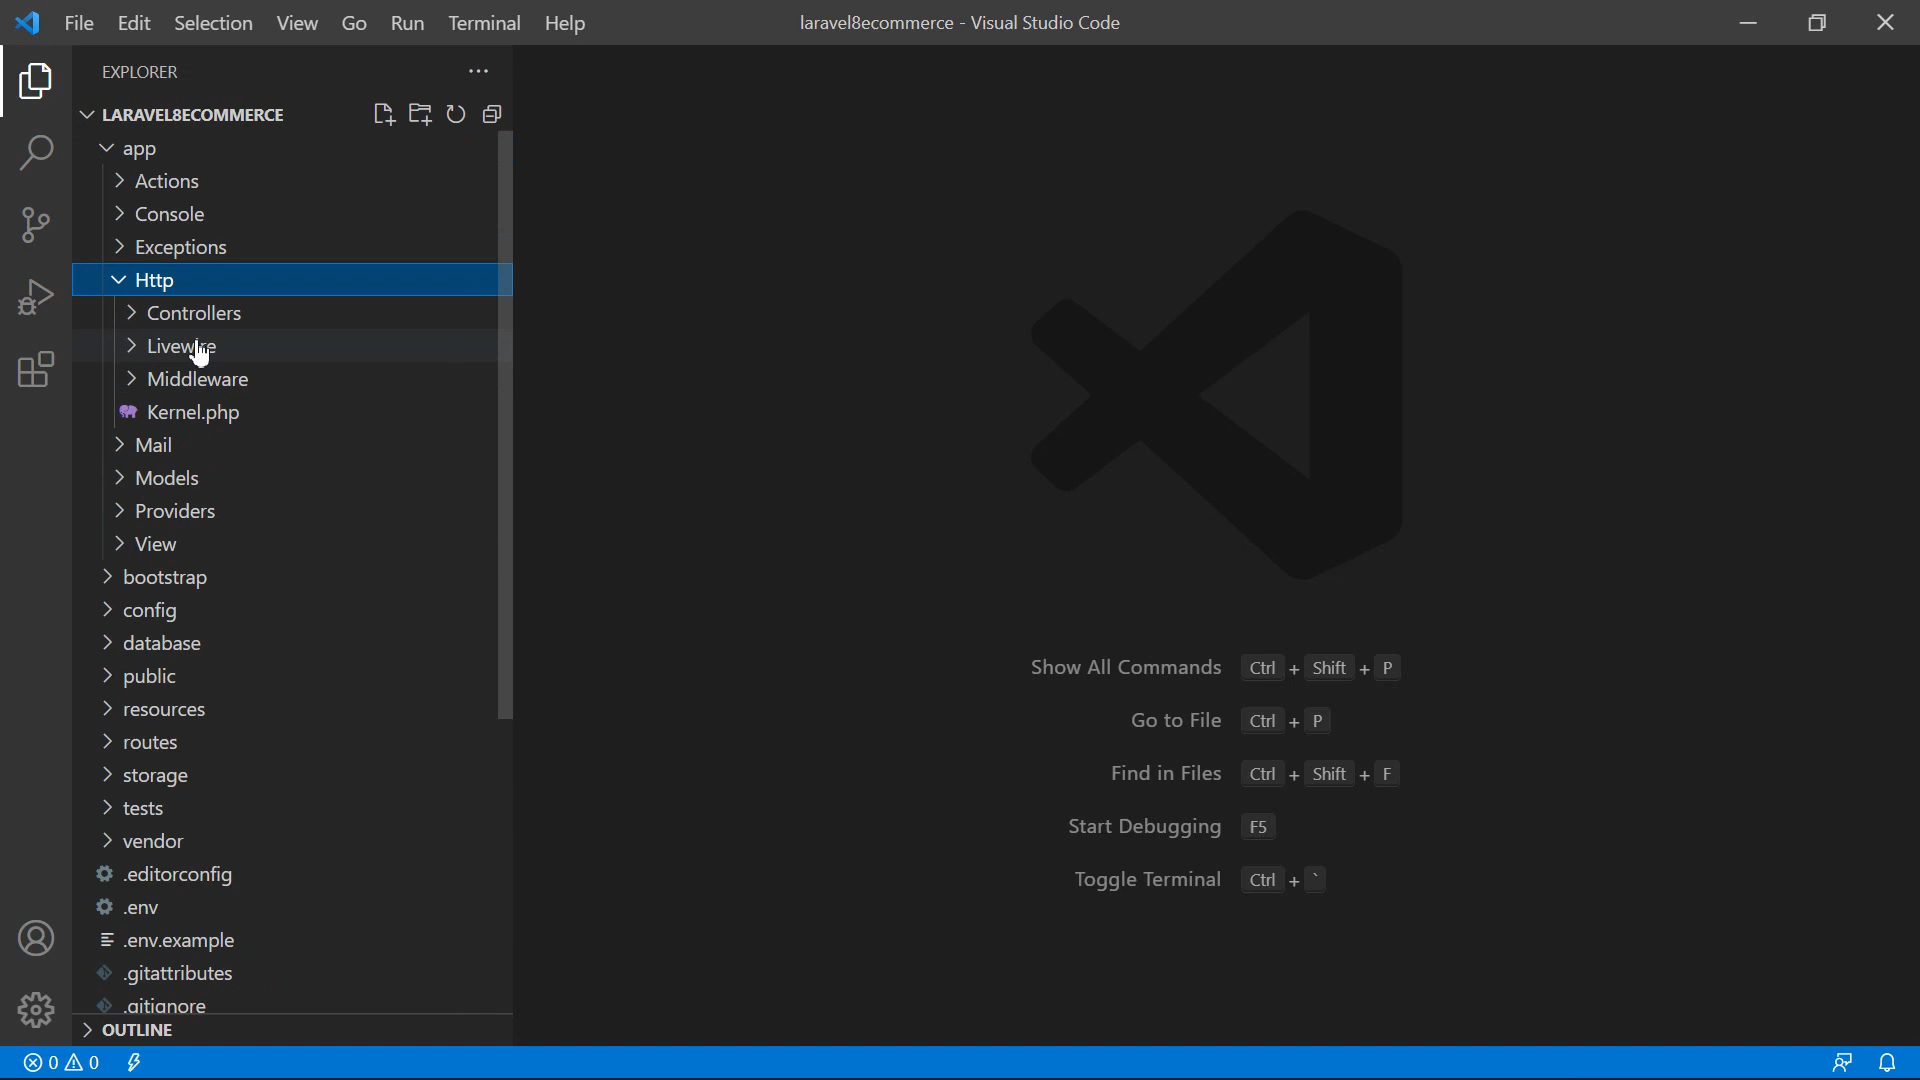 File Edit Selection View Go Run Terminal Help laravel8ecommerce - Visual Studio Code
EXPLORER
LARAVEL8ECOMMERCE
app
Actions
Console
Exceptions
Http
Controllers
Livewire
Middleware
Kernel.php
Mail
Models
Providers
View
bootstrap
config
database
public
resources
routes
storage
tests
vendor
.editorconfig
.env
.env.example
.gitattributes
.gitignore
OUTLINE
Show All Commands Ctrl + Shift + P
Go to File Ctrl + P
Find in Files Ctrl + Shift + F
Start Debugging F5
Toggle Terminal Ctrl + `
0 0